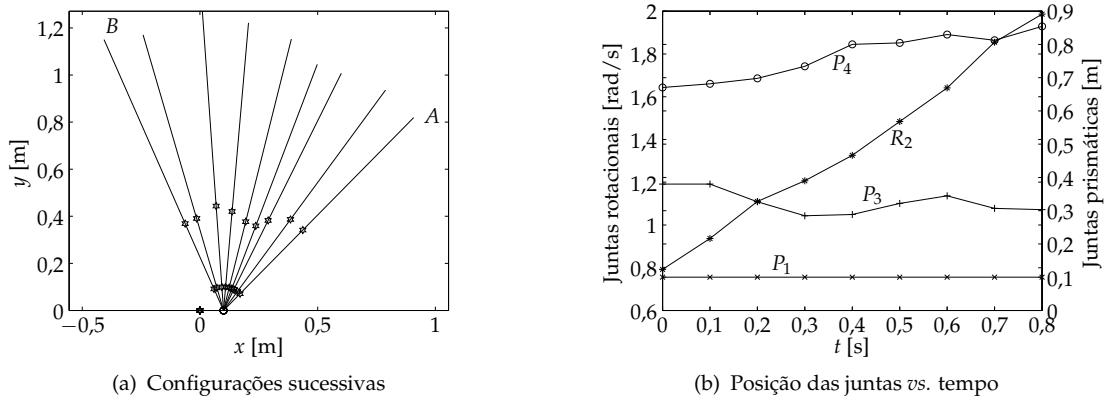 1,2
1
0,8
0,6
0,4
0,2
0
−0,5
0
0,5
1
y [m]
x [m]
B
A
(a) Configurações sucessivas
2
1,8
1,6
1,4
1,2
1
0,8
0,6
Juntas rotacionais [rad/s]
0,9
0,8
0,7
0,6
0,5
0,4
0,3
0,2
0,1
0
Juntas prismáticas [m]
0
0,1
0,2
0,3
0,4
0,5
0,6
0,7
0,8
t [s]
P4
R2
P3
P1
(b) Posição das juntas vs. tempo